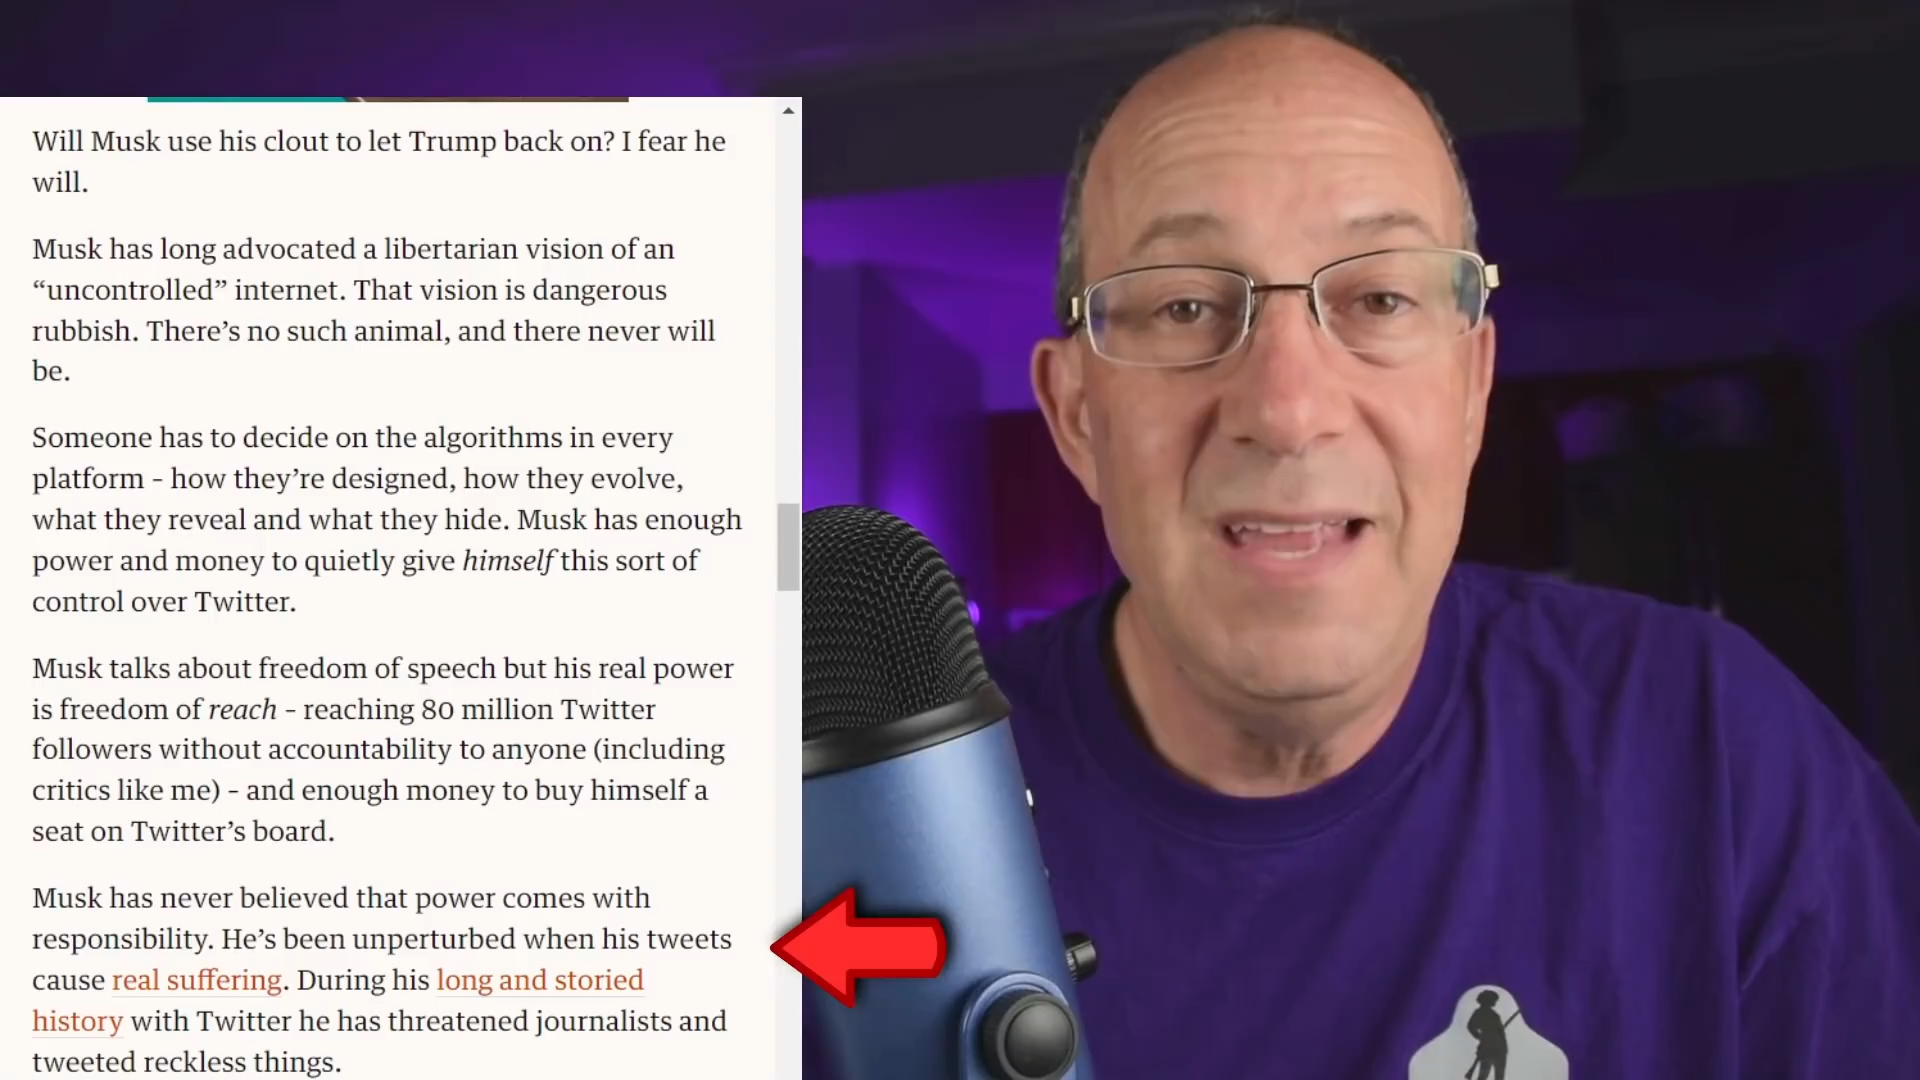 Will Musk use his clout to let Trump back on? I fear he
will.
Musk has long advocated a libertarian vision of an
“uncontrolled” internet. That vision is dangerous
rubbish. There’s no such animal, and there never will
be.
Someone has to decide on the algorithms in every
platform – how they’re designed, how they evolve,
what they reveal and what they hide. Musk has enough
power and money to quietly give himself this sort of
control over Twitter.
Musk talks about freedom of speech but his real power
is freedom of reach – reaching 80 million Twitter
followers without accountability to anyone (including
critics like me) – and enough money to buy himself a
seat on Twitter’s board.
Musk has never believed that power comes with
responsibility. He’s been unperturbed when his tweets
cause real suffering. During his long and storied
history with Twitter he has threatened journalists and
tweeted reckless things.